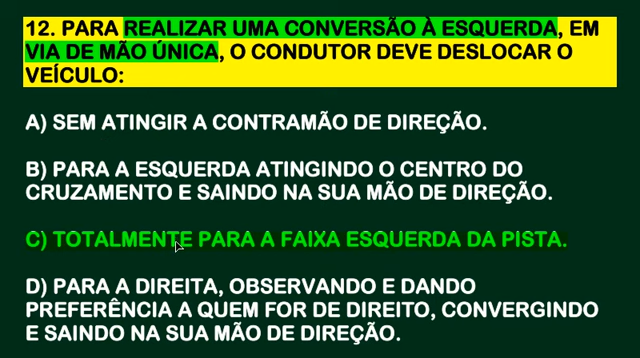 12. PARA REALIZAR UMA CONVERSÃO À ESQUERDA, EM
VIA DE MÃO ÚNICA, O CONDUTOR DEVE DESLOCAR O
VEÍCULO:
A) SEM ATINGIR A CONTRAMÃO DE DIREÇÃO.
B) PARA A ESQUERDA ATINGINDO O CENTRO DO
CRUZAMENTO E SAINDO NA SUA MÃO DE DIREÇÃO.
C) TOTALMENTE PARA A FAIXA ESQUERDA DA PISTA.
D) PARA A DIREITA, OBSERVANDO E DANDO
PREFERÊNCIA A QUEM FOR DE DIREITO, CONVERGINDO
E SAINDO NA SUA MÃO DE DIREÇÃO.